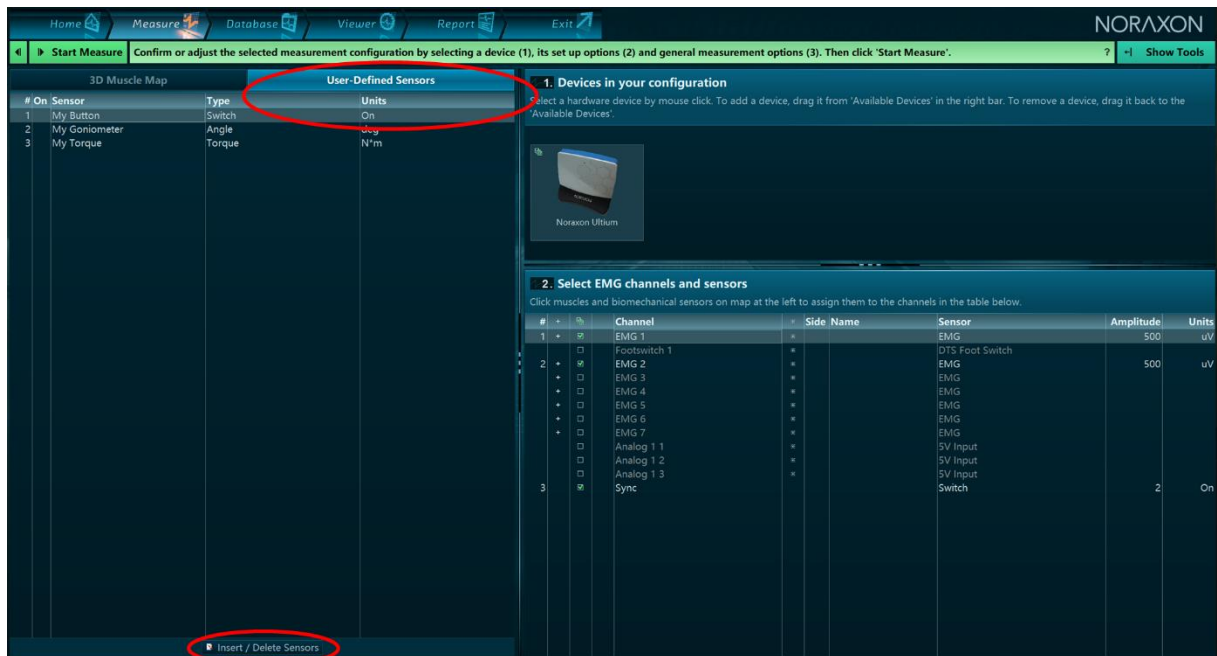 Home Measure Database Viewer Report Exit NORAXON
Start Measure Confirm or adjust the selected measurement configuration by selecting a device (1), its set up options (2) and general measurement options (3). Then click 'Start Measure'. ? Show Tools
3D Muscle Map User-Defined Sensors
# On Sensor Type Units
1 My Button Switch On
2 My Goniometer Angle deg
3 My Torque Torque N*m
Insert / Delete Sensors
1. Devices in your configuration
Select a hardware device by mouse click. To add a device, drag it from 'Available Devices' in the right bar. To remove a device, drag it back to the
'Available Devices'.
NORAXON
Noraxon Ultium
2. Select EMG channels and sensors
Click muscles and biomechanical sensors on map at the left to assign them to the channels in the table below.
# + Channel * Side Name Sensor Amplitude Units
1 + EMG 1 * EMG 500 uV
Footswitch 1 * DTS Foot Switch
2 + EMG 2 * EMG 500 uV
+ EMG 3 * EMG
+ EMG 4 * EMG
+ EMG 5 * EMG
+ EMG 6 * EMG
+ EMG 7 * EMG
Analog 1 1 * 5V Input
Analog 1 2 * 5V Input
Analog 1 3 * 5V Input
3 Sync Switch 2 On